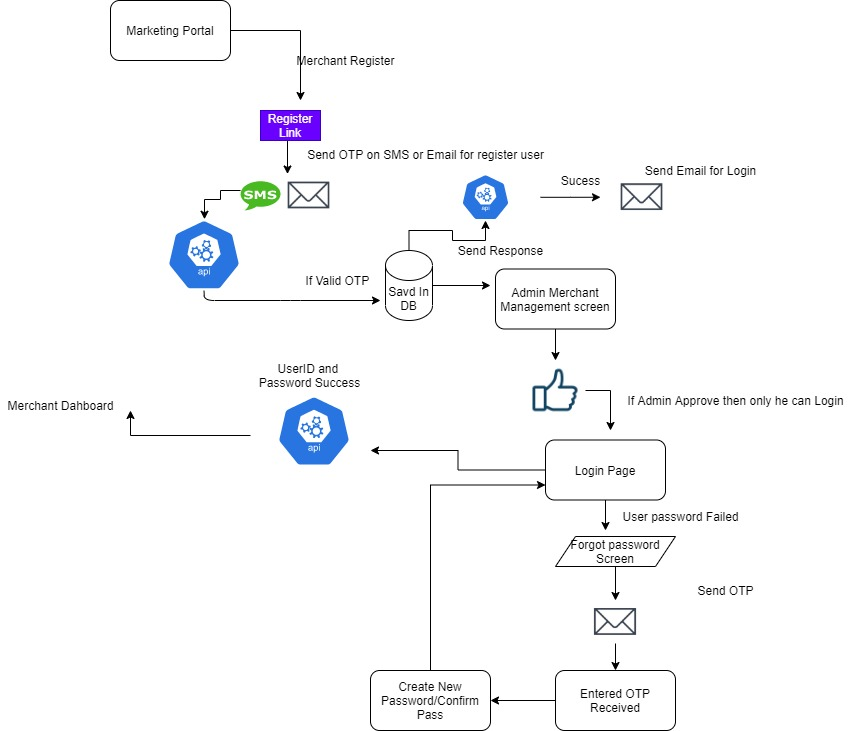 Marketing Portal
Merchant Register
Register
Link
Send OTP on SMS or Email for register user
SMS
api
Sucess
Send Email for Login
api
Send Response
If Valid OTP
Savd In
DB
Admin Merchant
Management screen
UserID and
Password Success
If Admin Approve then only he can Login
Merchant Dahboard
api
Login Page
User password Failed
Forgot password
Screen
Send OTP
Create New
Password/Confirm
Pass
Entered OTP
Received